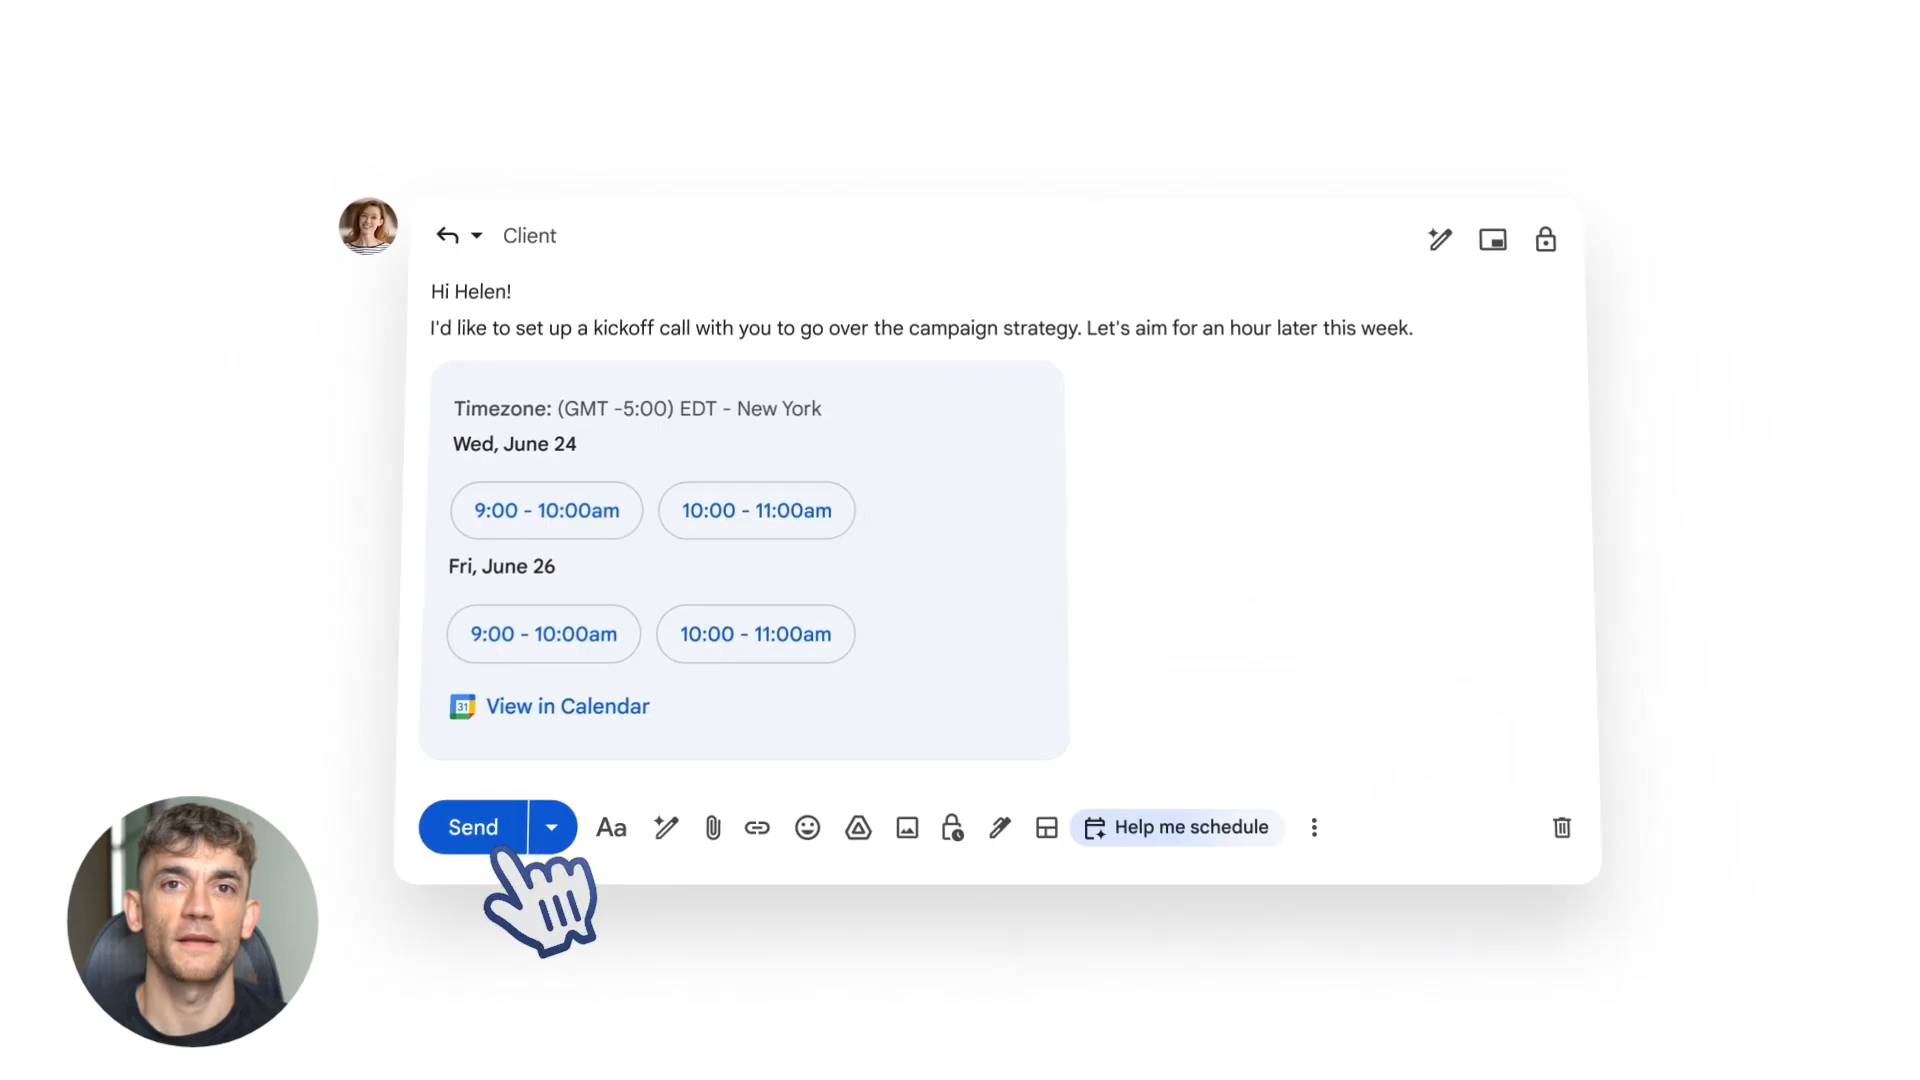 Client
Hi Helen!
I'd like to set up a kickoff call with you to go over the campaign strategy. Let's aim for an hour later this week.
Timezone: (GMT -5:00) EDT - New York
Wed, June 24
9:00 - 10:00am 10:00 - 11:00am
Fri, June 26
9:00 - 10:00am 10:00 - 11:00am
31 View in Calendar
Send Aa Help me schedule